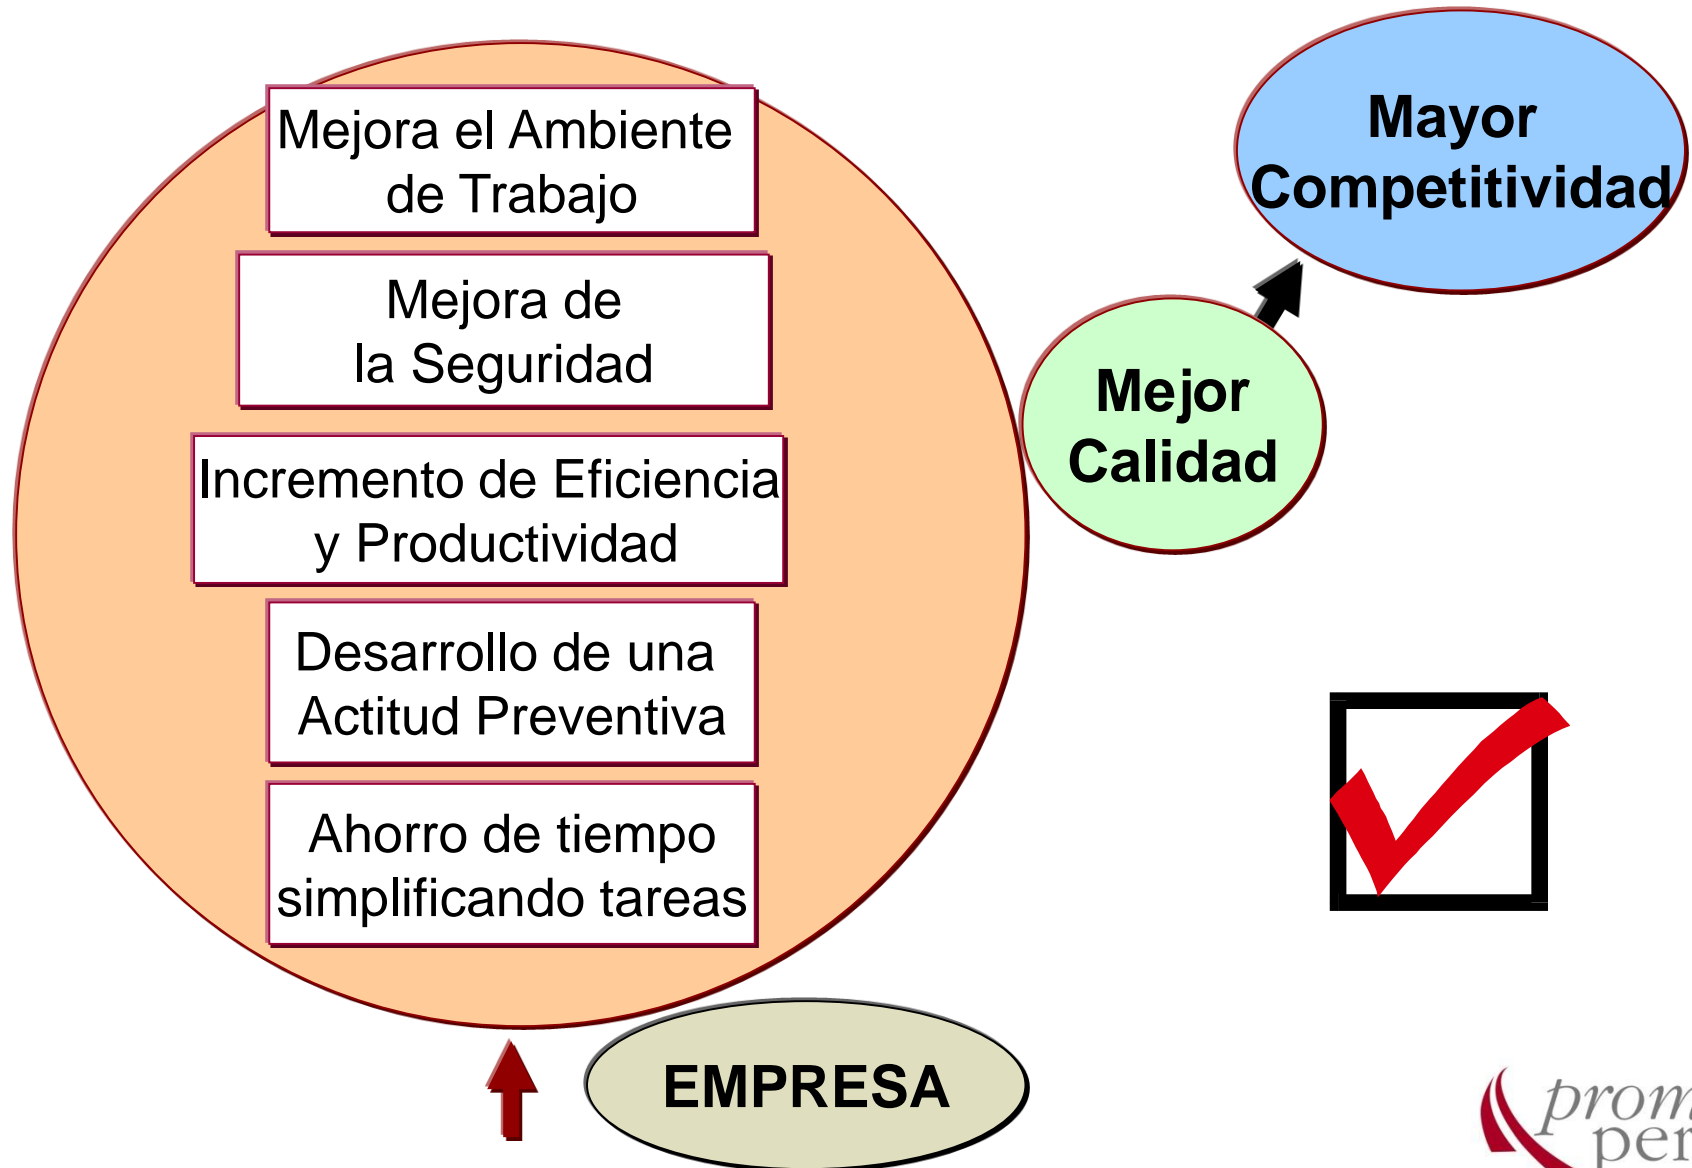 Mejora el Ambiente
de Trabajo
Mejora de
la Seguridad
Incremento de Eficiencia
y Productividad
Desarrollo de una
Actitud Preventiva
Ahorro de tiempo
simplificando tareas
Mayor
Competitividad
Mejor
Calidad
EMPRESA